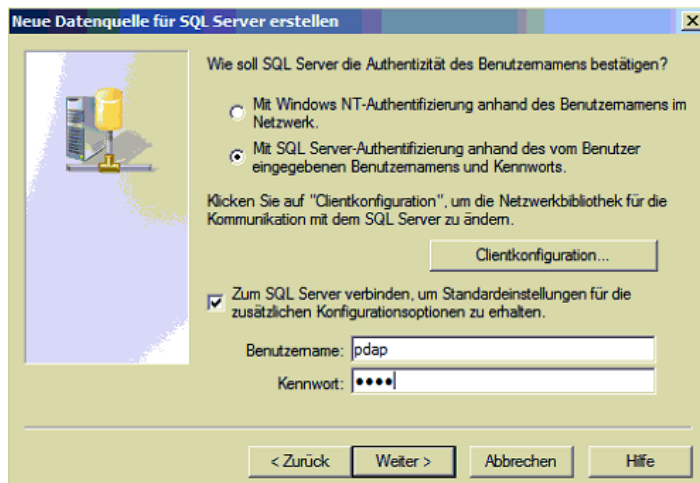 Neue Datenquelle für SQL Server erstellen
Wie soll SQL Server die Authentizität des Benutzernamens bestätigen?
Mit Windows NT-Authentifizierung anhand des Benutzernamens im
Netzwerk.
Mit SQL Server-Authentifizierung anhand des vom Benutzer
eingegebenen Benutzernamens und Kennworts.
Klicken Sie auf "Clientkonfiguration", um die Netzwerkbibliothek für die
Kommunikation mit dem SQL Server zu ändern.
Clientkonfiguration...
Zum SQL Server verbinden, um Standardeinstellungen für die
zusätzlichen Konfigurationsoptionen zu erhalten.
Benutzername: pdap
Kennwort: ●●●●
< Zurück Weiter > Abbrechen Hilfe